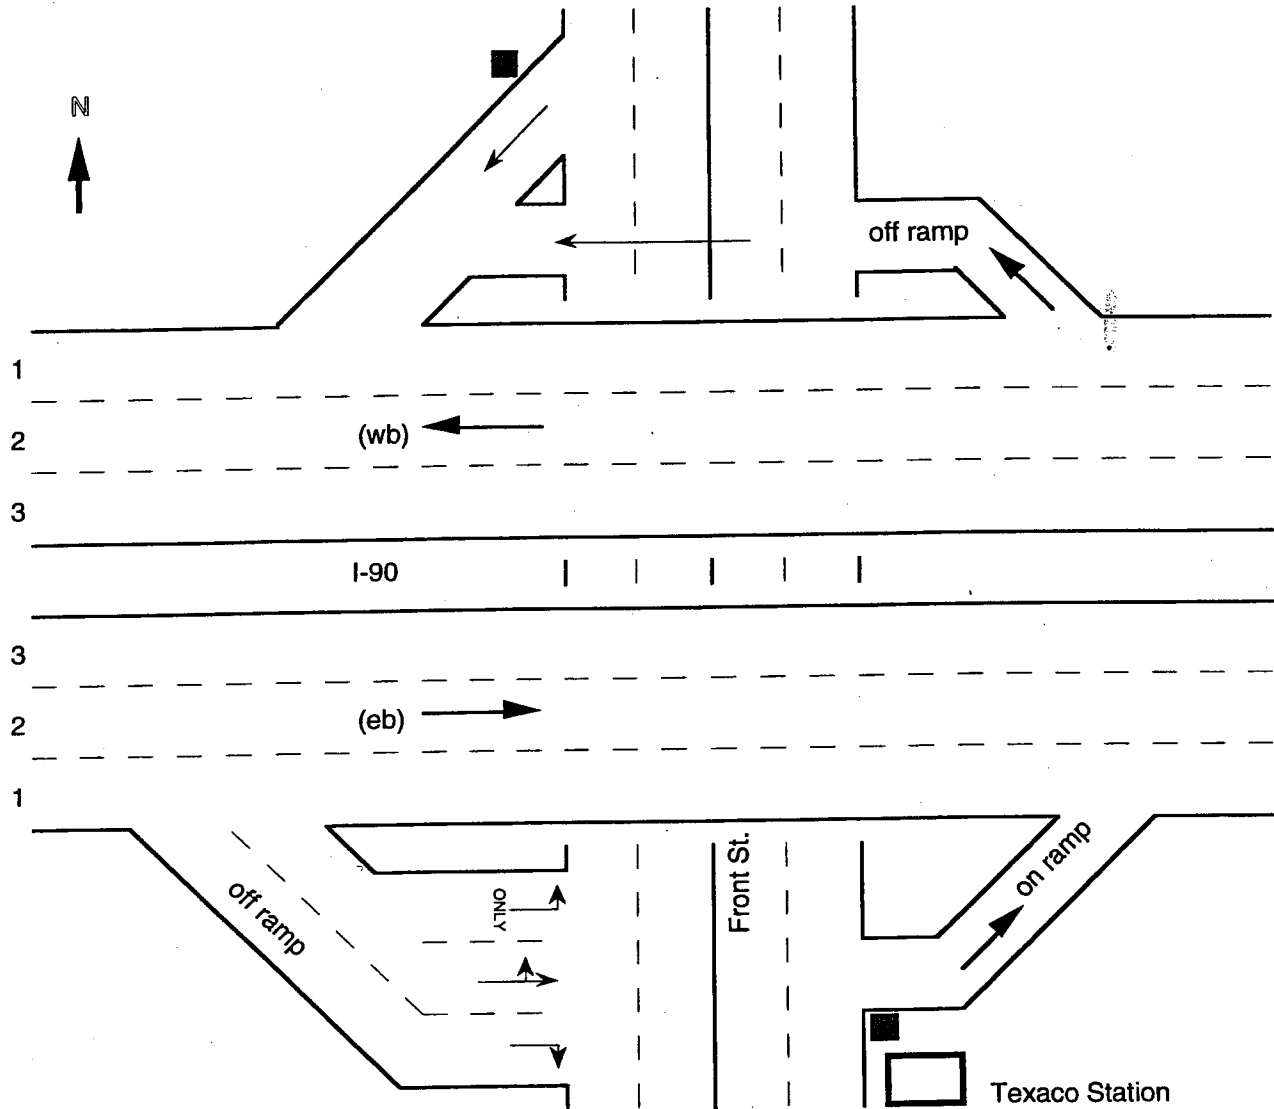 N
off ramp
1
(wb)
2
3
I-90
3
(eb)
2
1
Front St.
on ramp
off ramp
ONLY
Texaco Station